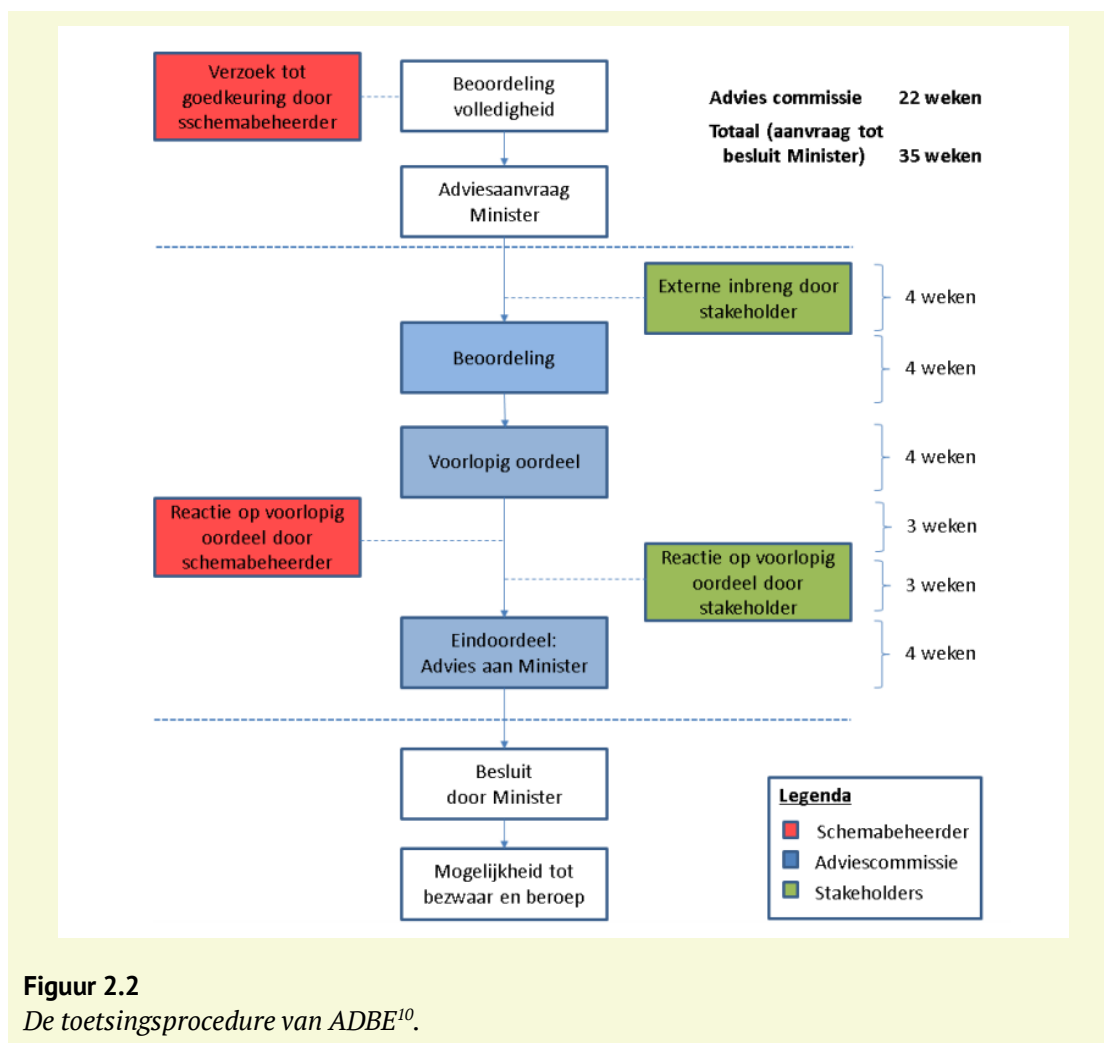 Verzoek tot
goedkeuring door
sschemabeheerder
Beoordeling
volledigheid
Advies commissie 22 weken
Totaal (aanvraag tot
besluit Minister) 35 weken
Adviesaanvraag
Minister
Externe inbreng door
stakeholder
4 weken
Beoordeling
4 weken
Voorlopig oordeel
4 weken
Reactie op voorlopig
oordeel door
schemabeheerder
3 weken
Reactie op voorlopig
oordeel door
stakeholder
3 weken
Eindoordeel:
Advies aan Minister
4 weken
Besluit
door Minister
Mogelijkheid tot
bezwaar en beroep
Legenda
Schemabeheerder
Adviescommissie
Stakeholders
Figuur 2.2
De toetsingsprocedure van ADBE¹⁰.